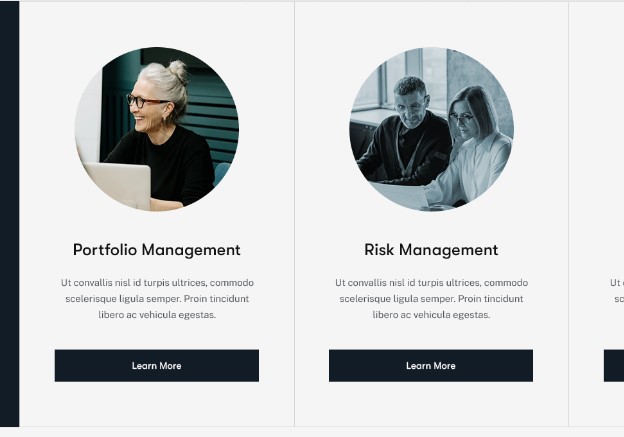 Portfolio Management
Ut convallis nisl id turpis ultrices, commodo
scelerisque ligula semper. Proin tincidunt
libero ac vehicula egestas.
Learn More
Risk Management
Ut convallis nisl id turpis ultrices, commodo
scelerisque ligula semper. Proin tincidunt
libero ac vehicula egestas.
Learn More